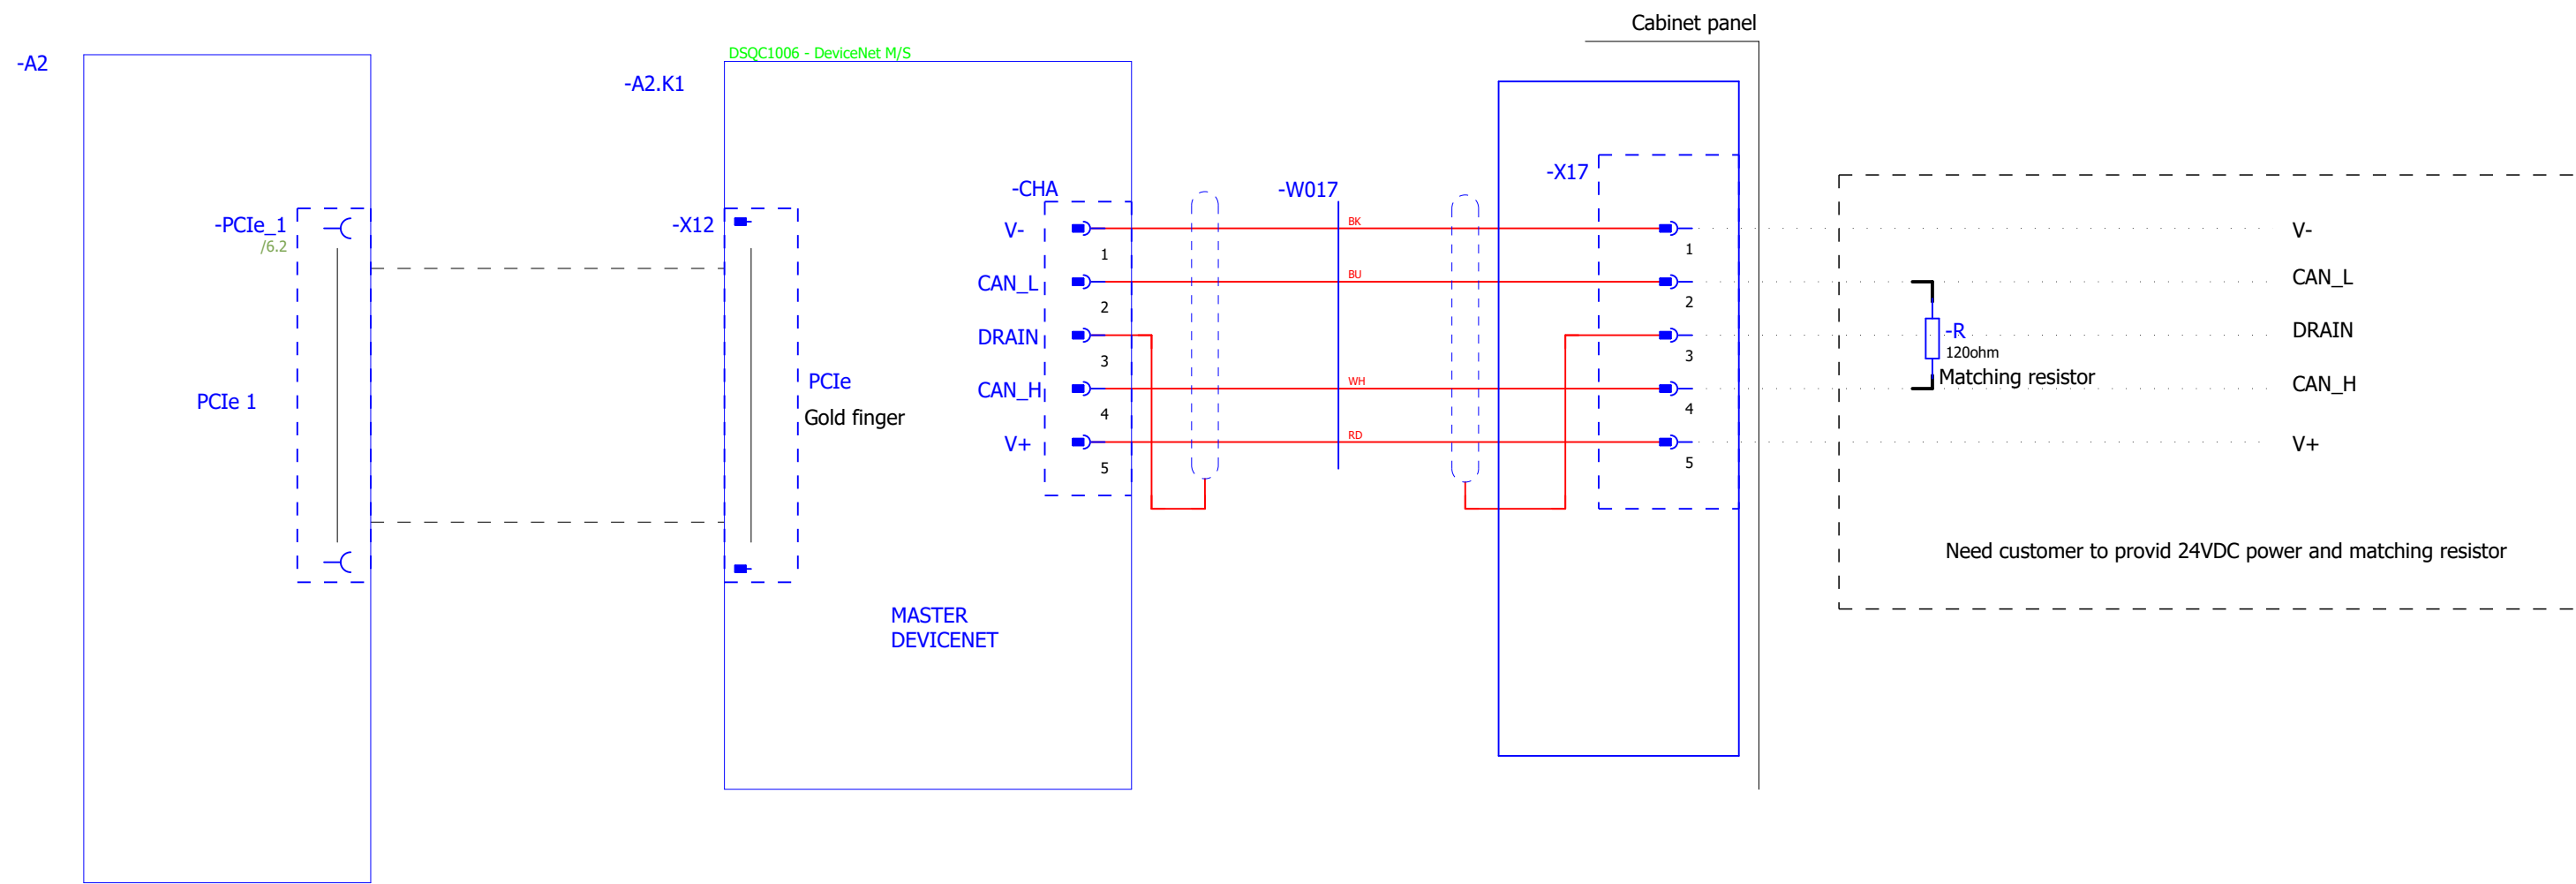 Cabinet panel
-A2
DSQC1006 - DeviceNet M/S
-A2.K1
-PCIe_1
/6.2
PCIe 1
-X12
PCIe
Gold finger
MASTER
DEVICENET
-CHA
V-
1
CAN_L
2
DRAIN
3
CAN_H
4
V+
5
-W017
BK
BU
WH
RD
-X17
1
2
3
4
5
-R
120ohm
Matching resistor
V-
CAN_L
DRAIN
CAN_H
V+
Need customer to provid 24VDC power and matching resistor